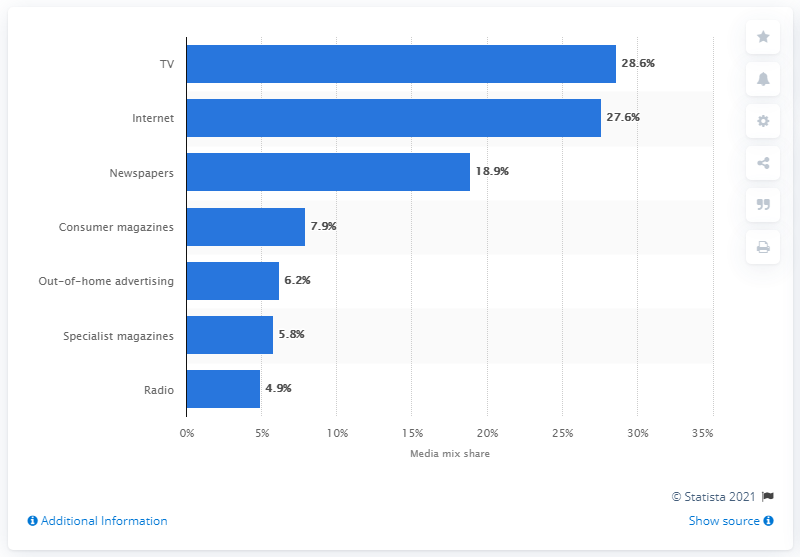 TV 28.6%
Internet 27.6%
Newspapers 18.9%
Consumer magazines 7.9%
Out-of-home advertising 6.2%
Specialist magazines 5.8%
Radio 4.9%
0% 5% 10% 15% 20% 25% 30% 35%
Media mix share
© Statista 2021
Additional Information Show source